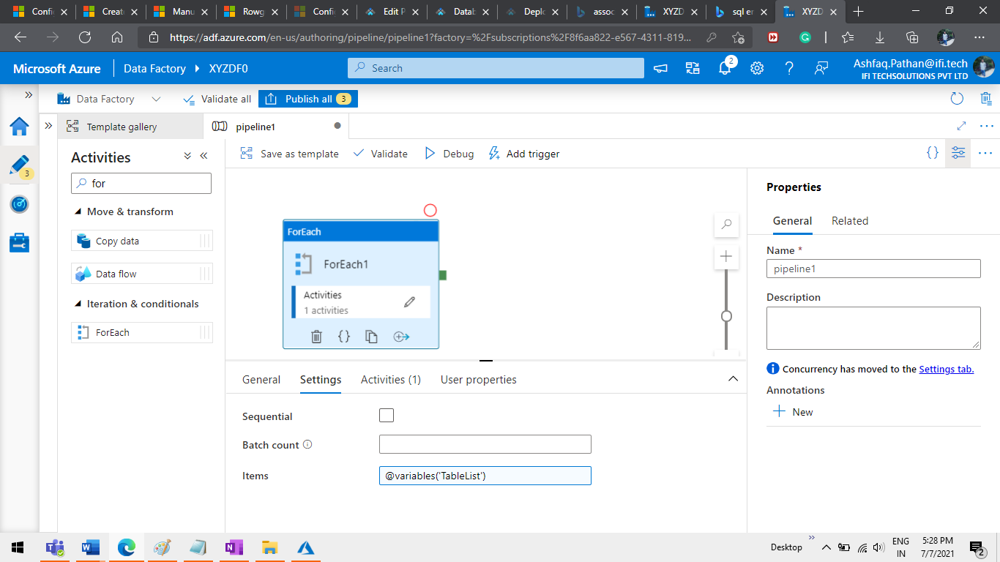 Confi
Create
Manu
Rowg
Config
Edit P
Datab
Deplo
assoc
XYZD
sql er
XYZD
https://adf.azure.com/en-us/authoring/pipeline/pipeline1?factory=%2Fsubscriptions%2F8f6aa822-e567-4311-819...
Microsoft Azure
Data Factory
XYZDF0
Search
2
Ashfaq.Pathan@ifi.tech
IFI TECHSOLUTIONS PVT LTD
Data Factory
Validate all
Publish all
3
Template gallery
pipeline1
3
Activities
for
Move & transform
Copy data
Data flow
Iteration & conditionals
ForEach
Save as template
Validate
Debug
Add trigger
{}
ForEach
ForEach1
Activities
1 activities
{}
General
Settings
Activities (1)
User properties
Sequential
Batch count
Items
@variables('TableList')
Properties
General
Related
Name *
pipeline1
Description
Concurrency has moved to the Settings tab.
Annotations
New
Desktop
ENG
IN
5:28 PM
7/7/2021
2